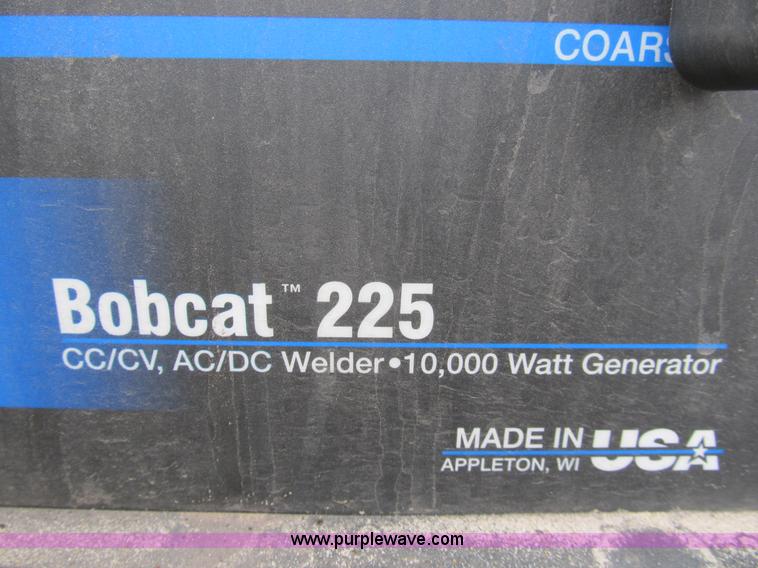 Bobcat™ 225
CC/CV, AC/DC Welder•10,000 Watt Generator
MADE IN USA
APPLETON, WI
www.purplewave.com